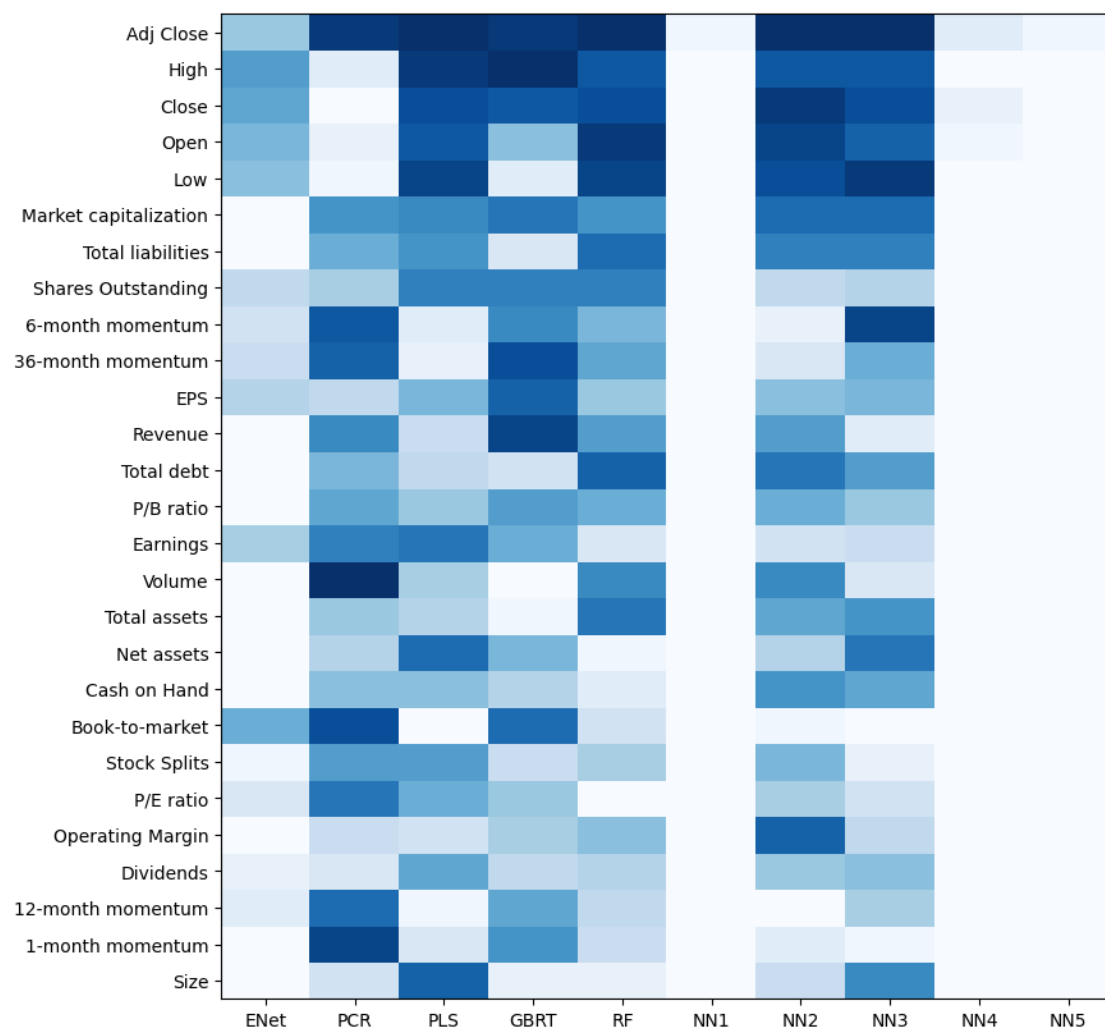 Adj Close
High
Close
Open
Low
Market capitalization
Total liabilities
Shares Outstanding
6-month momentum
36-month momentum
EPS
Revenue
Total debt
P/B ratio
Earnings
Volume
Total assets
Net assets
Cash on Hand
Book-to-market
Stock Splits
P/E ratio
Operating Margin
Dividends
12-month momentum
1-month momentum
Size
ENet PCR PLS GBRT RF NN1 NN2 NN3 NN4 NN5